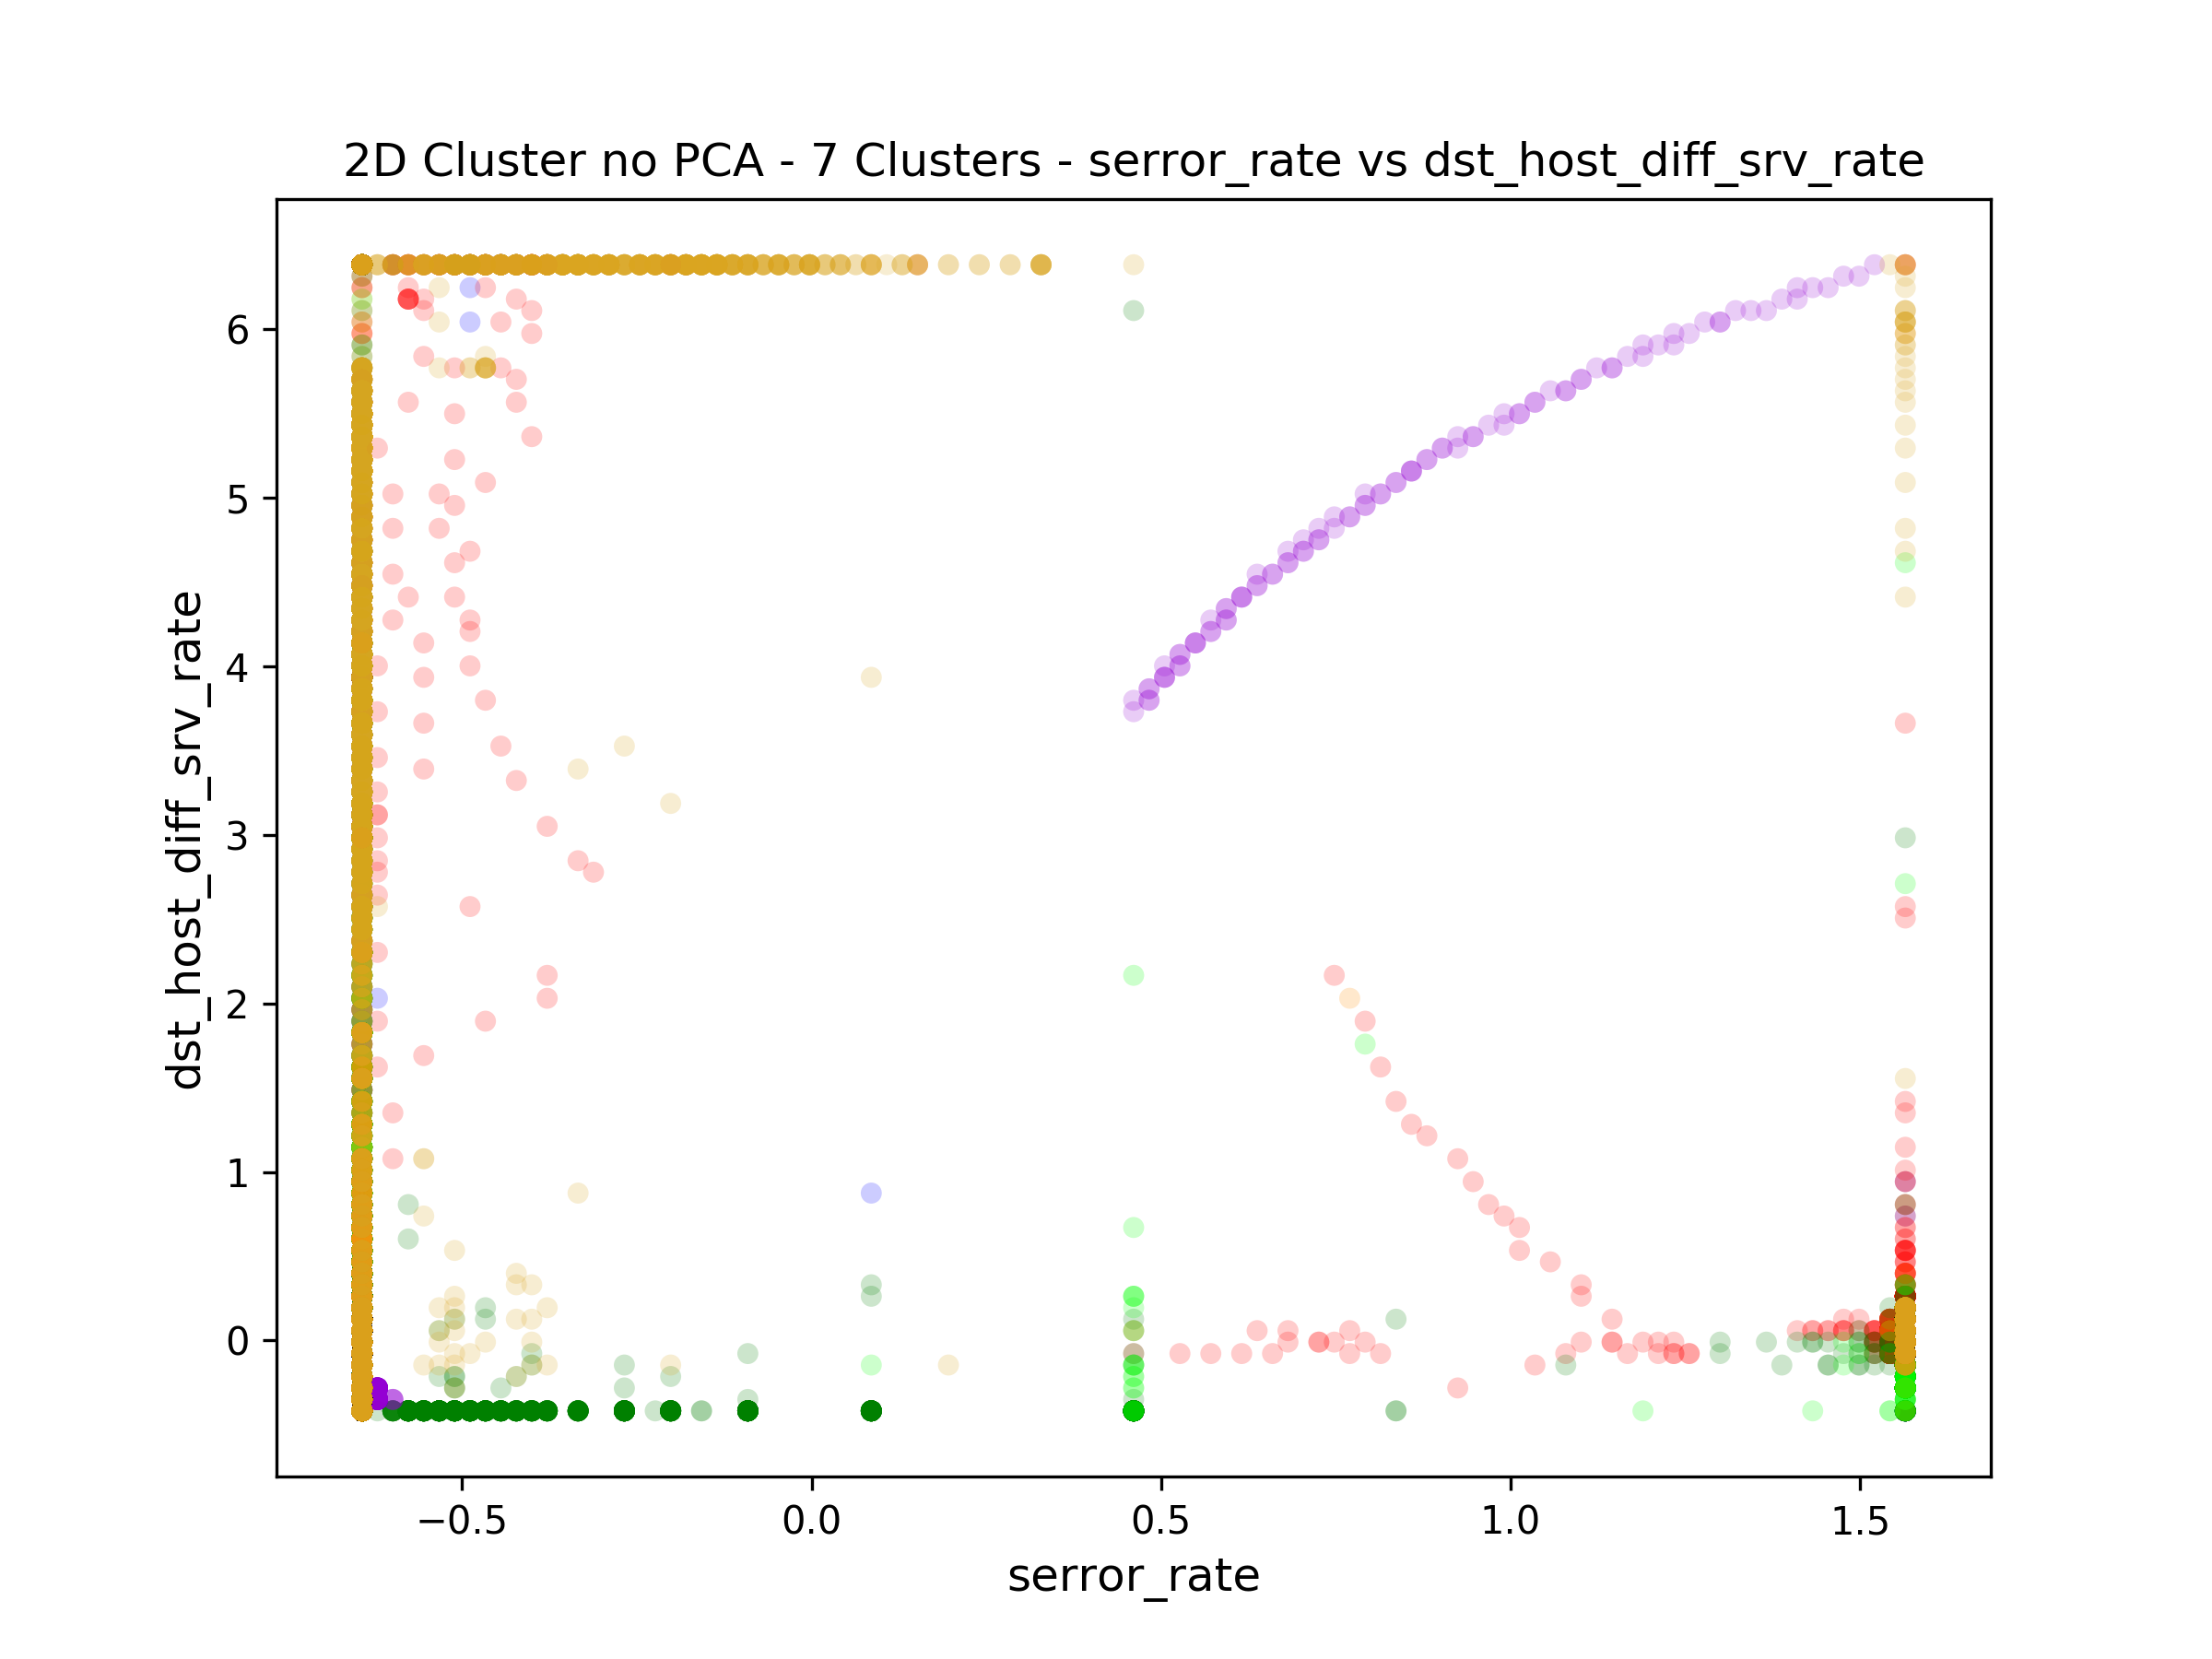 2D Cluster no PCA - 7 Clusters - serror_rate vs dst_host_diff_srv_rate
dst_host_diff_srv_rate
6
5
4
3
2
1
0
−0.5 0.0 0.5 1.0 1.5
serror_rate